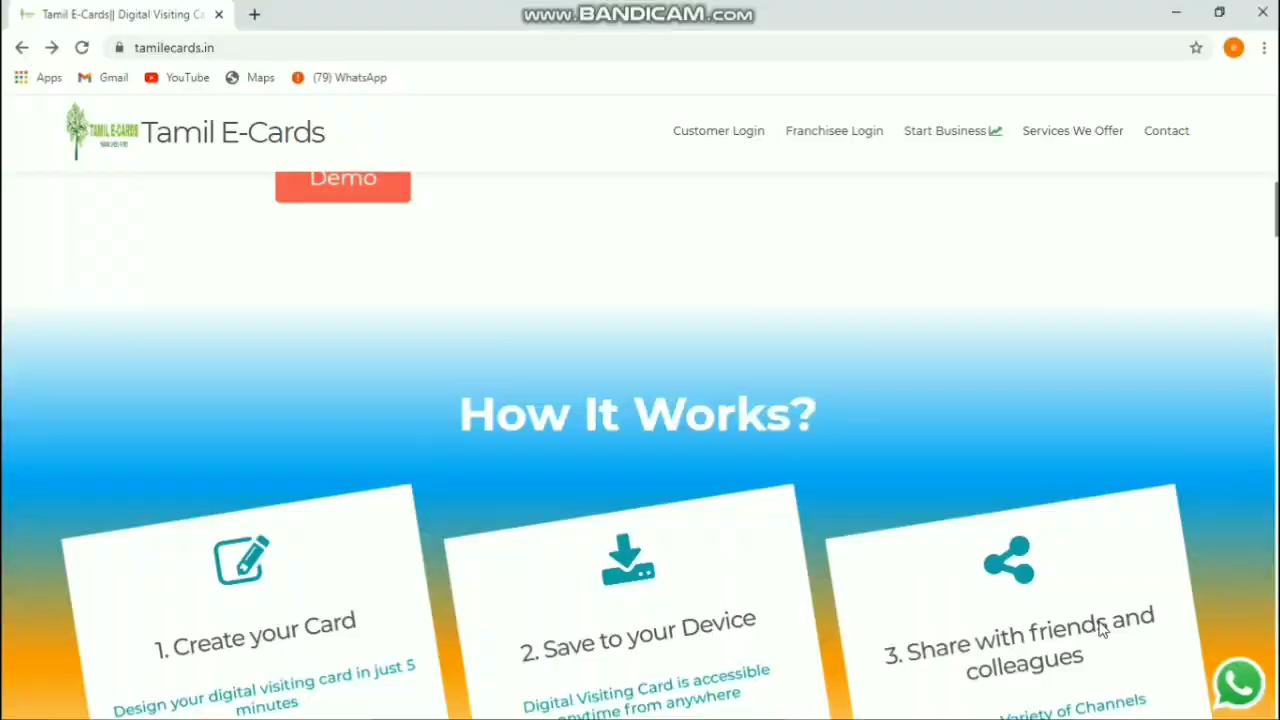 Tamil E-Cards|| Digital Visiting Ca
www.BANDICAM.com
tamilecards.in
Apps
Gmail
YouTube
Maps
(79) WhatsApp
TAMIL E-CARDS
Tamil E-Cards
Customer Login
Franchisee Login
Start Business
Services We Offer
Contact
Demo
How It Works?
1. Create your Card
Design your digital visiting card in just 5
minutes
2. Save to your Device
Digital Visiting Card is accessible
anytime from anywhere
3. Share with friends and
colleagues
Variety of Channels